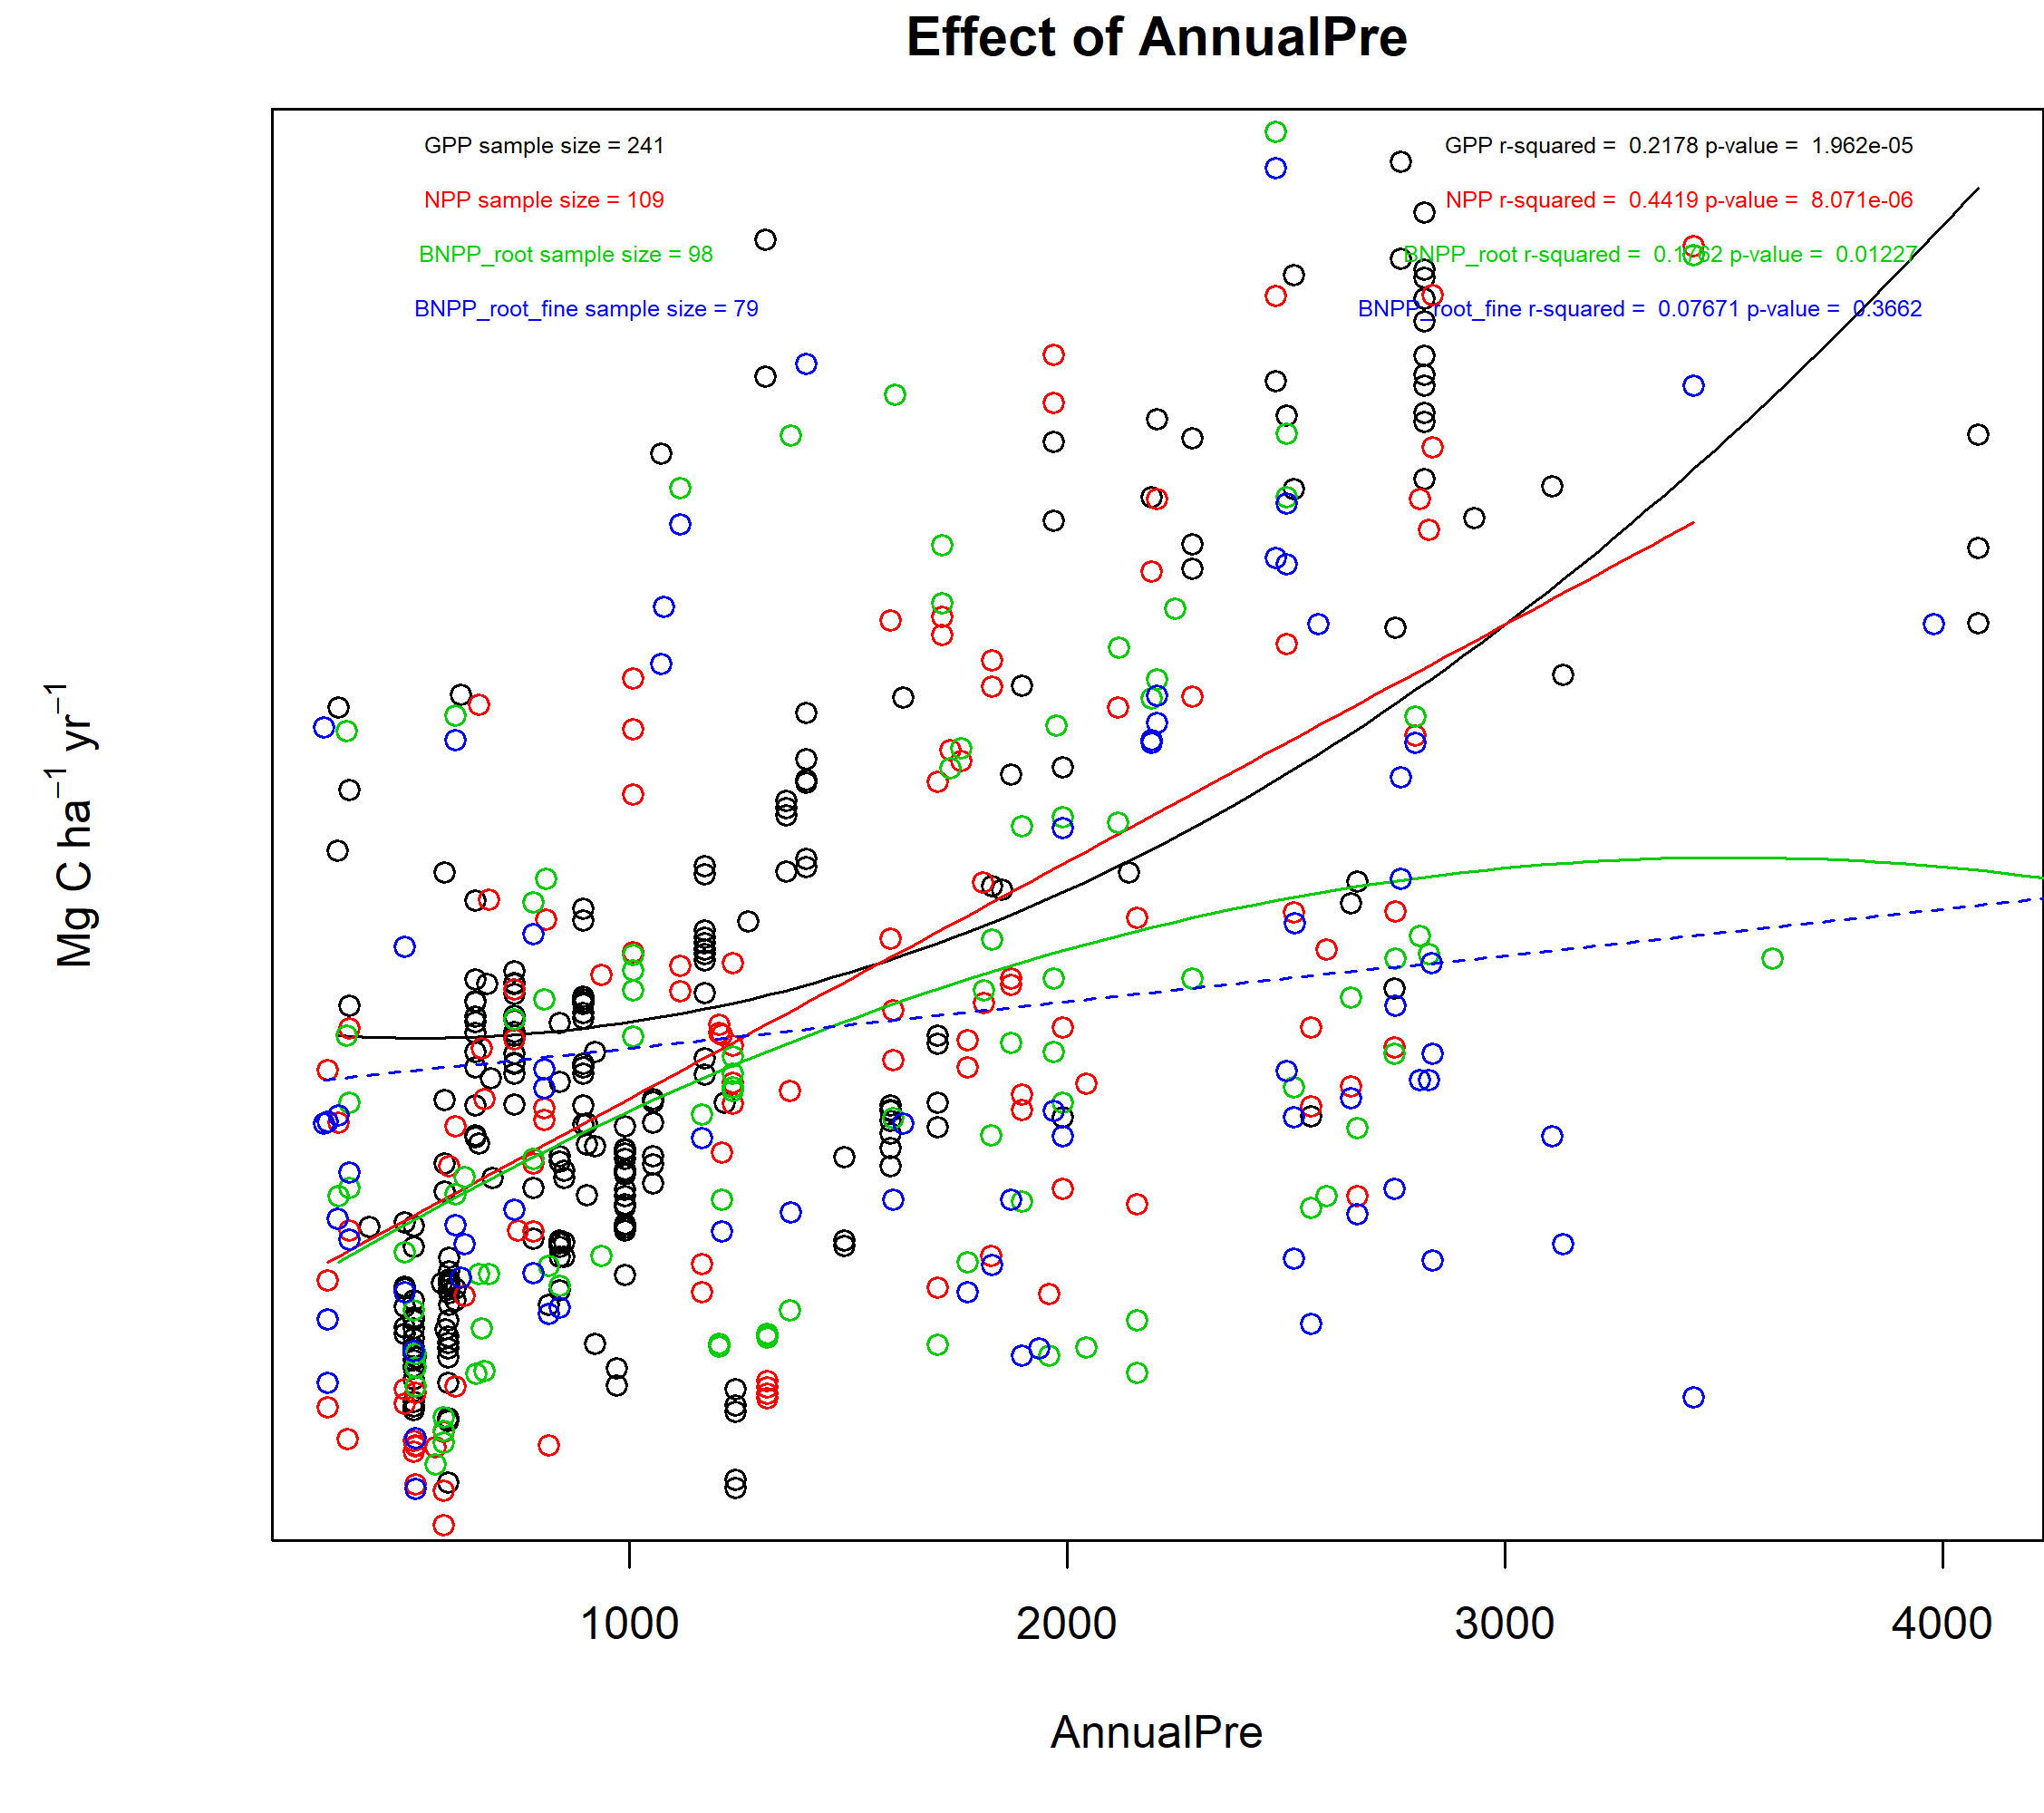 Effect of AnnualPre
GPP sample size = 241
GPP r-squared =  0.2178 p-value =  1.962e-05
NPP sample size = 109
NPP r-squared =  0.4419 p-value =  8.071e-06
BNPP_root sample size = 98
BNPP_root r-squared =  0.1762 p-value =  0.01227
BNPP_root_fine sample size = 79
BNPP_root_fine r-squared =  0.07671 p-value =  0.3662
Mg C ha−1 yr−1
1000 2000 3000 4000
AnnualPre